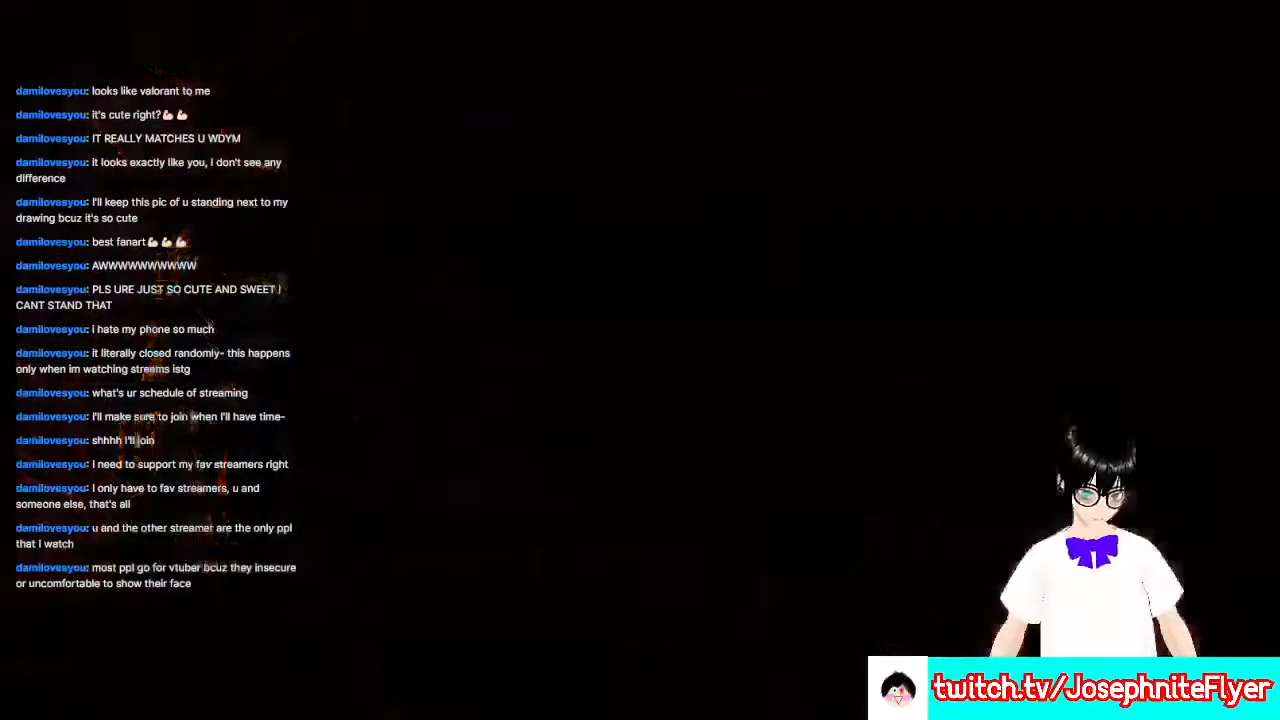 damilovesyou: looks like valorant to me
damilovesyou: it's cute right?💪🏻💪🏻
damilovesyou: IT REALLY MATCHES U WDYM
damilovesyou: it looks exactly like you, I don't see any
difference
damilovesyou: I'll keep this pic of u standing next to my
drawing bcuz it's so cute
damilovesyou: best fanart💪🏻💪🏻💪🏻
damilovesyou: AWWWWWWWWWW
damilovesyou: PLS URE JUST SO CUTE AND SWEET I
CANT STAND THAT
damilovesyou: i hate my phone so much
damilovesyou: it literally closed randomly- this happens
only when im watching streams istg
damilovesyou: what's ur schedule of streaming
damilovesyou: I'll make sure to join when I'll have time-
damilovesyou: shhhh I'll join
damilovesyou: I need to support my fav streamers right
damilovesyou: I only have to fav streamers, u and
someone else, that's all
damilovesyou: u and the other streamer are the only ppl
that I watch
damilovesyou: most ppl go for vtuber bcuz they insecure
or uncomfortable to show their face
twitch.tv/JosephniteFlyer